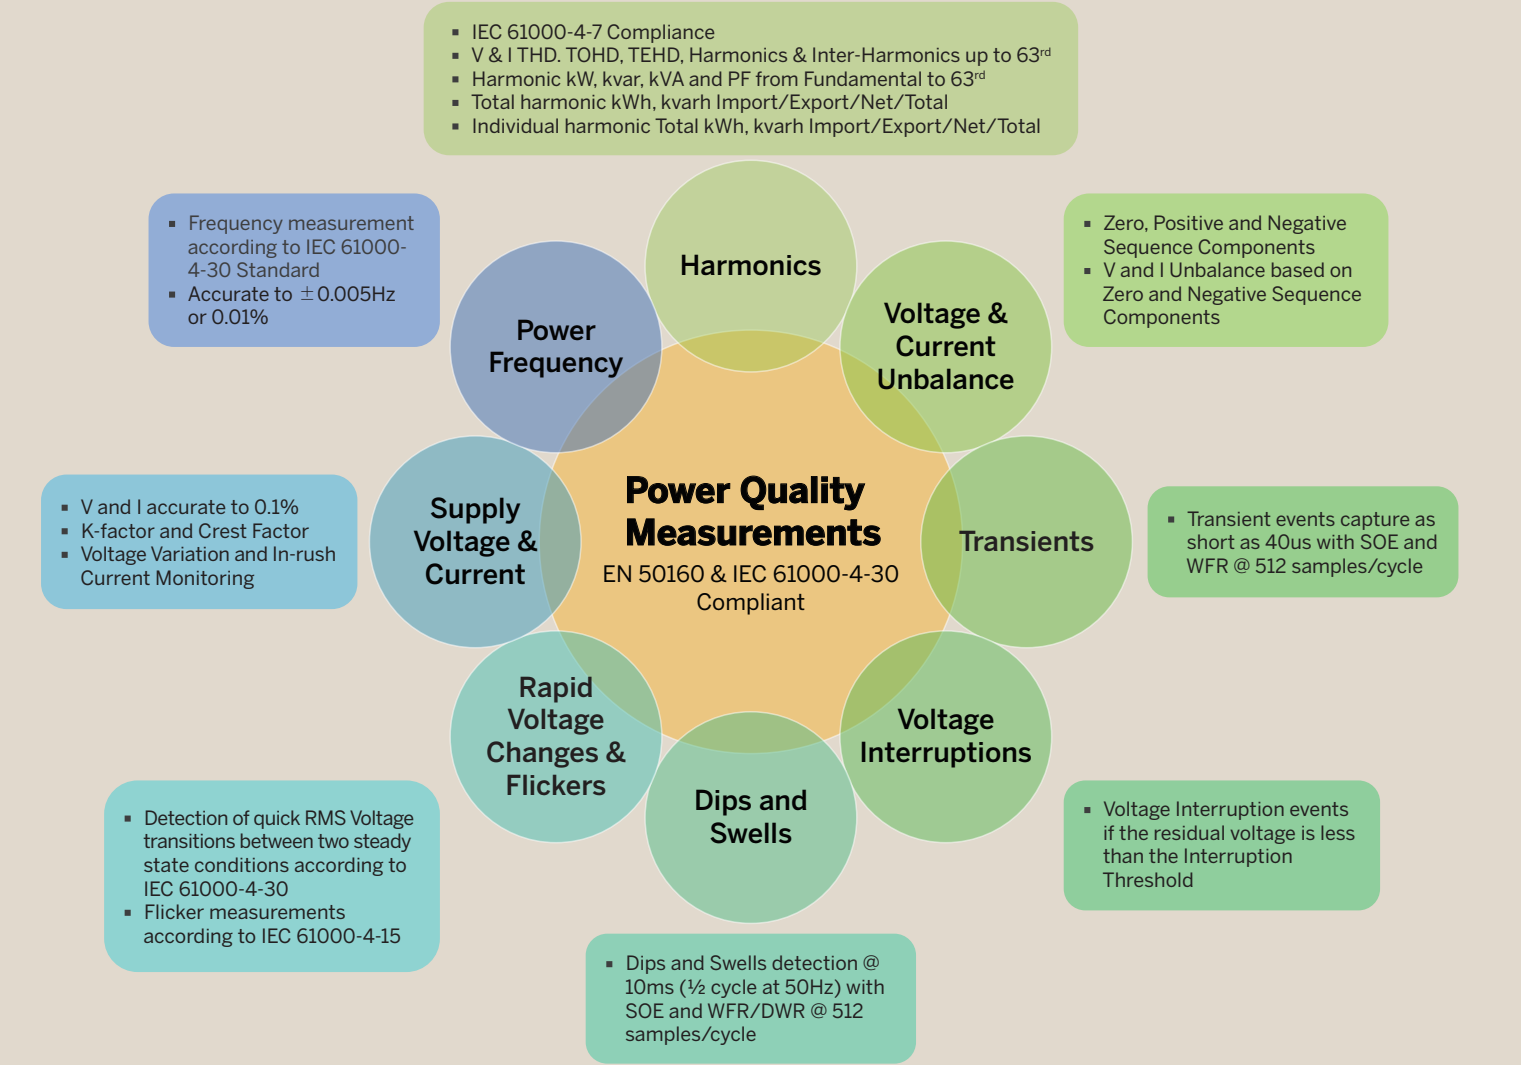 ▪ IEC 61000-4-7 Compliance
▪ V & I THD. TOHD, TEHD, Harmonics & Inter-Harmonics up to 63rd
▪ Harmonic kW, kvar, kVA and PF from Fundamental to 63rd
▪ Total harmonic kWh, kvarh Import/Export/Net/Total
▪ Individual harmonic Total kWh, kvarh Import/Export/Net/Total
Harmonics
▪ Frequency measurement
according to IEC 61000-
4-30 Standard
▪ Accurate to ±0.005Hz
or 0.01%
Power
Frequency
Voltage &
Current
Unbalance
▪ Zero, Positive and Negative
Sequence Components
▪ V and I Unbalance based on
Zero and Negative Sequence
Components
▪ V and I accurate to 0.1%
▪ K-factor and Crest Factor
▪ Voltage Variation and In-rush
Current Monitoring
Supply
Voltage &
Current
Power Quality
Measurements
EN 50160 & IEC 61000-4-30
Compliant
Transients
▪ Transient events capture as
short as 40us with SOE and
WFR @ 512 samples/cycle
Rapid
Voltage
Changes &
Flickers
Voltage
Interruptions
▪ Detection of quick RMS Voltage
transitions between two steady
state conditions according to
IEC 61000-4-30
▪ Flicker measurements
according to IEC 61000-4-15
Dips and
Swells
▪ Voltage Interruption events
if the residual voltage is less
than the Interruption
Threshold
▪ Dips and Swells detection @
10ms (½ cycle at 50Hz) with
SOE and WFR/DWR @ 512
samples/cycle